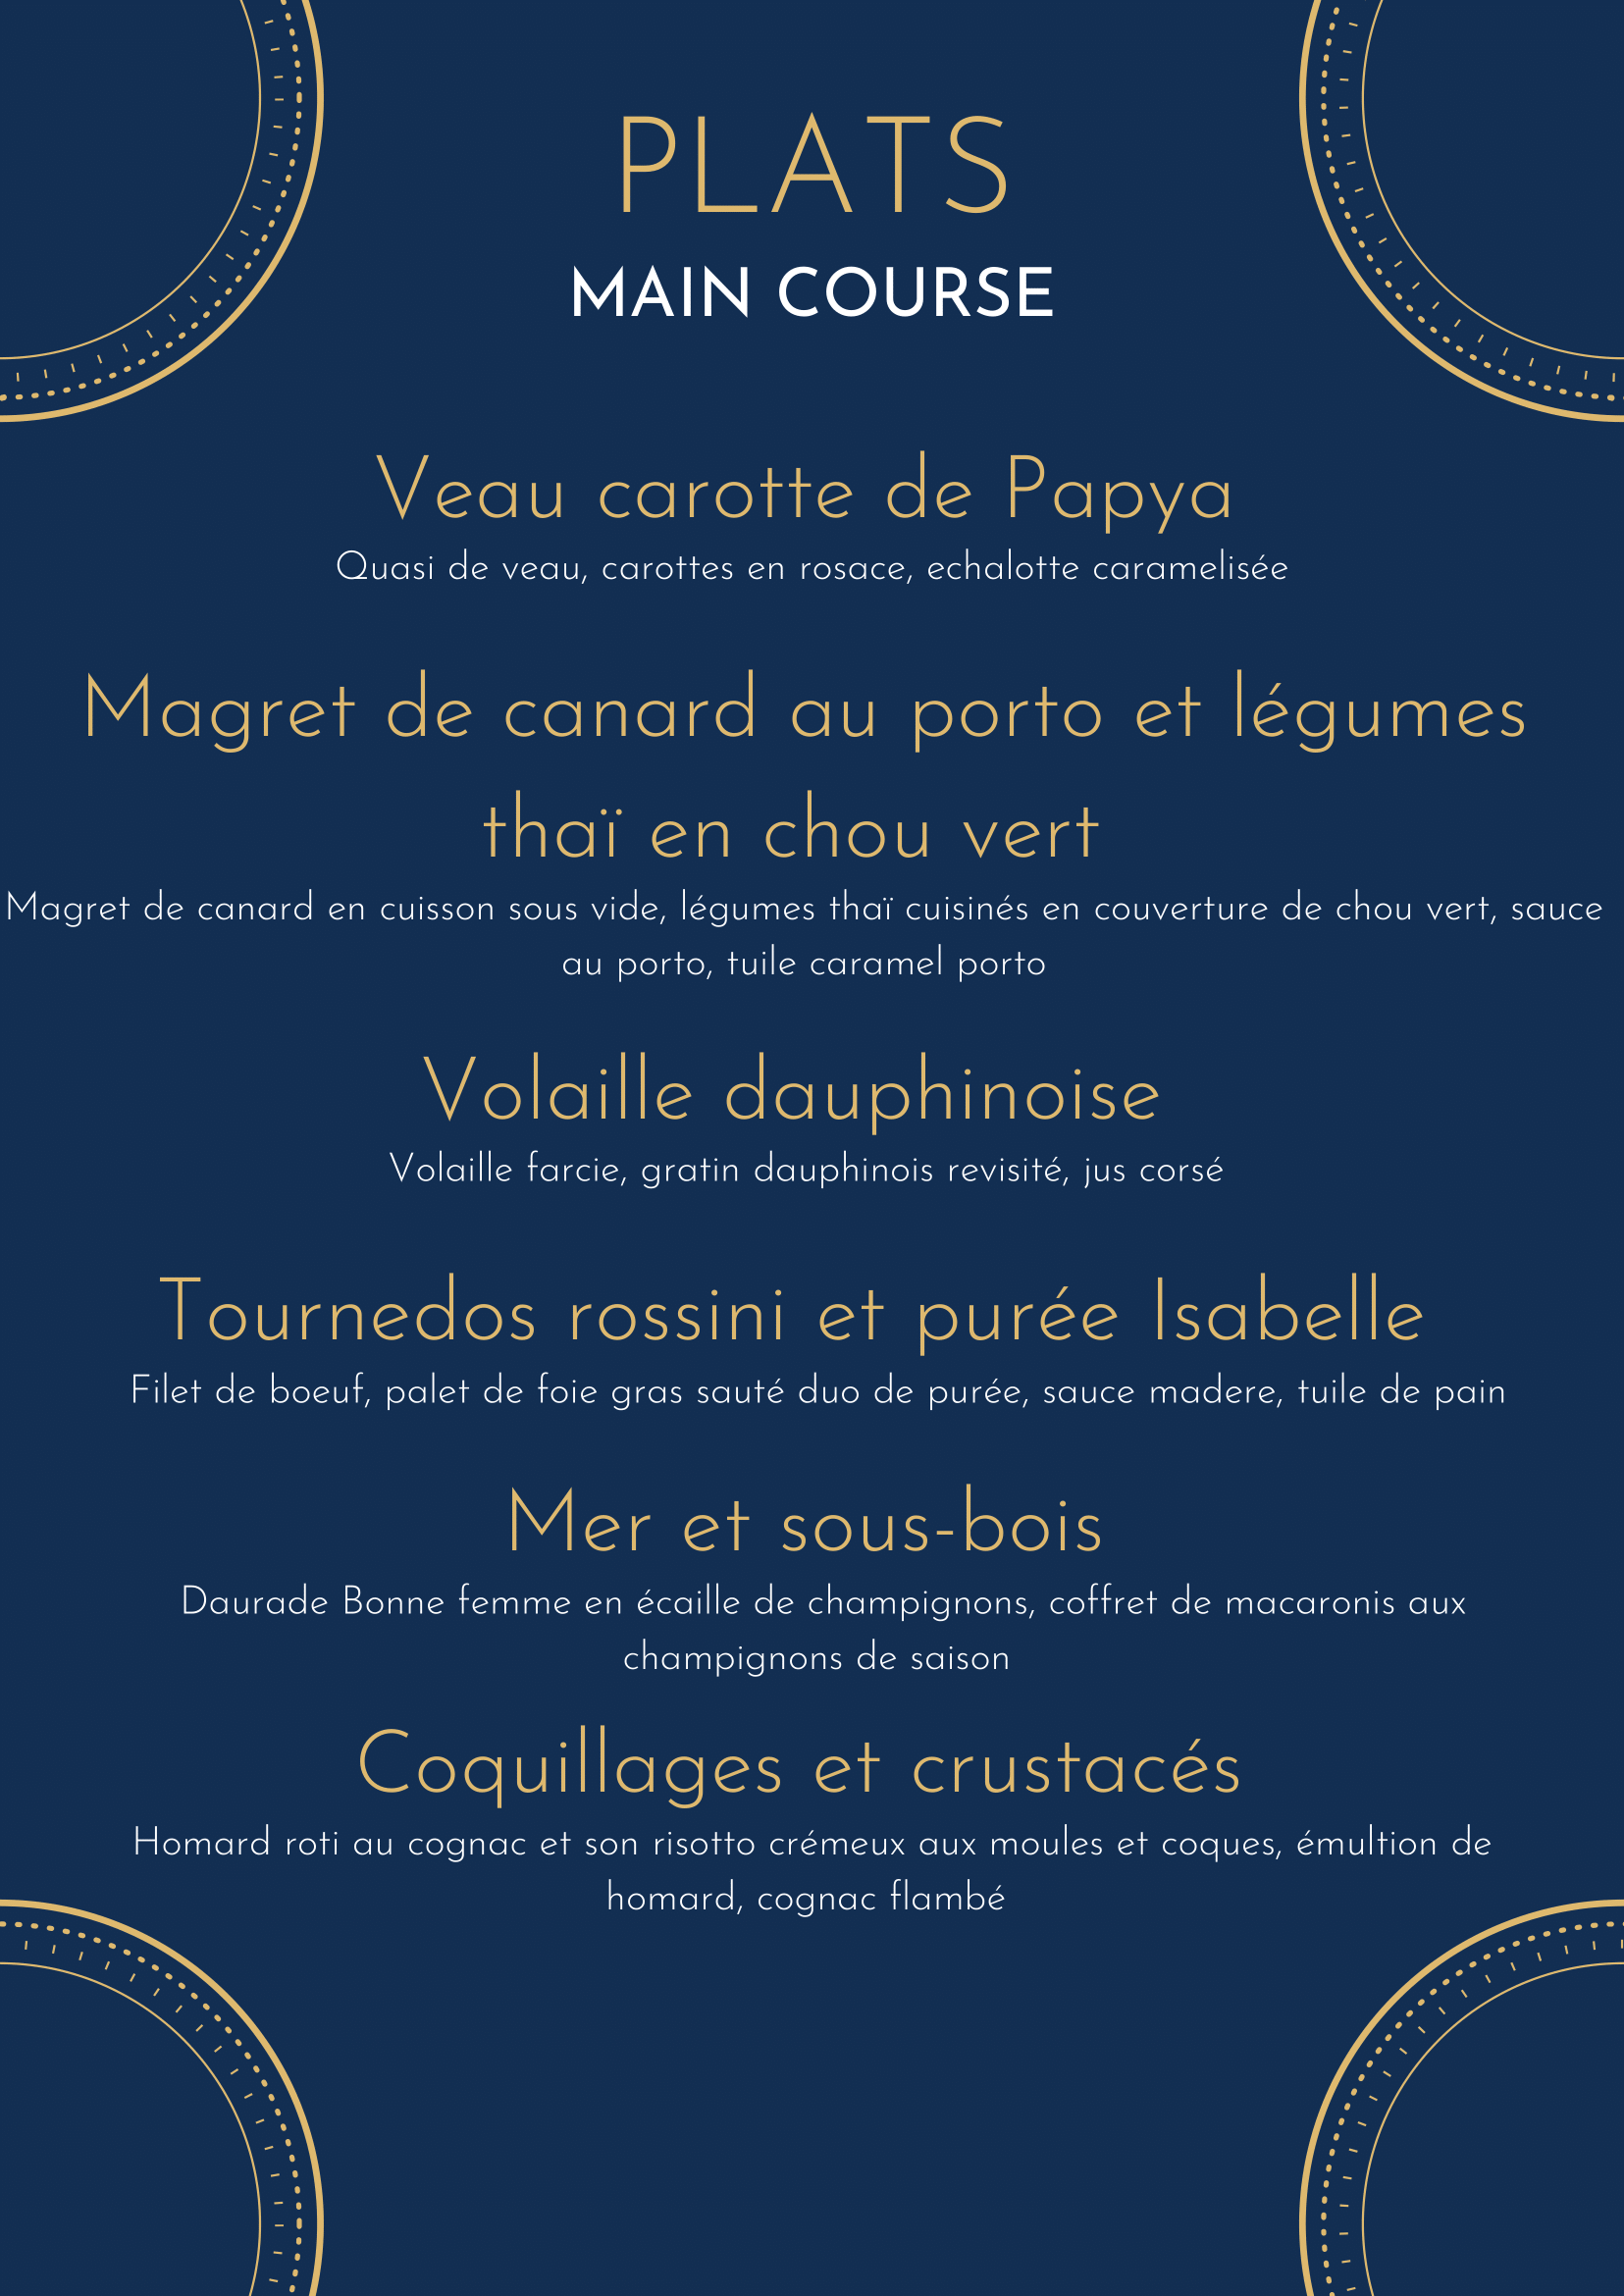 PLATS
MAIN COURSE
Veau carotte de Papya
Quasi de veau, carottes en rosace, echalotte caramelisée
Magret de canard au porto et légumes
thaï en chou vert
Magret de canard en cuisson sous vide, légumes thaï cuisinés en couverture de chou vert, sauce
au porto, tuile caramel porto
Volaille dauphinoise
Volaille farcie, gratin dauphinois revisité, jus corsé
Tournedos rossini et purée Isabelle
Filet de boeuf, palet de foie gras sauté duo de purée, sauce madere, tuile de pain
Mer et sous-bois
Daurade Bonne femme en écaille de champignons, coffret de macaronis aux
champignons de saison
Coquillages et crustacés
Homard roti au cognac et son risotto crémeux aux moules et coques, émultion de
homard, cognac flambé